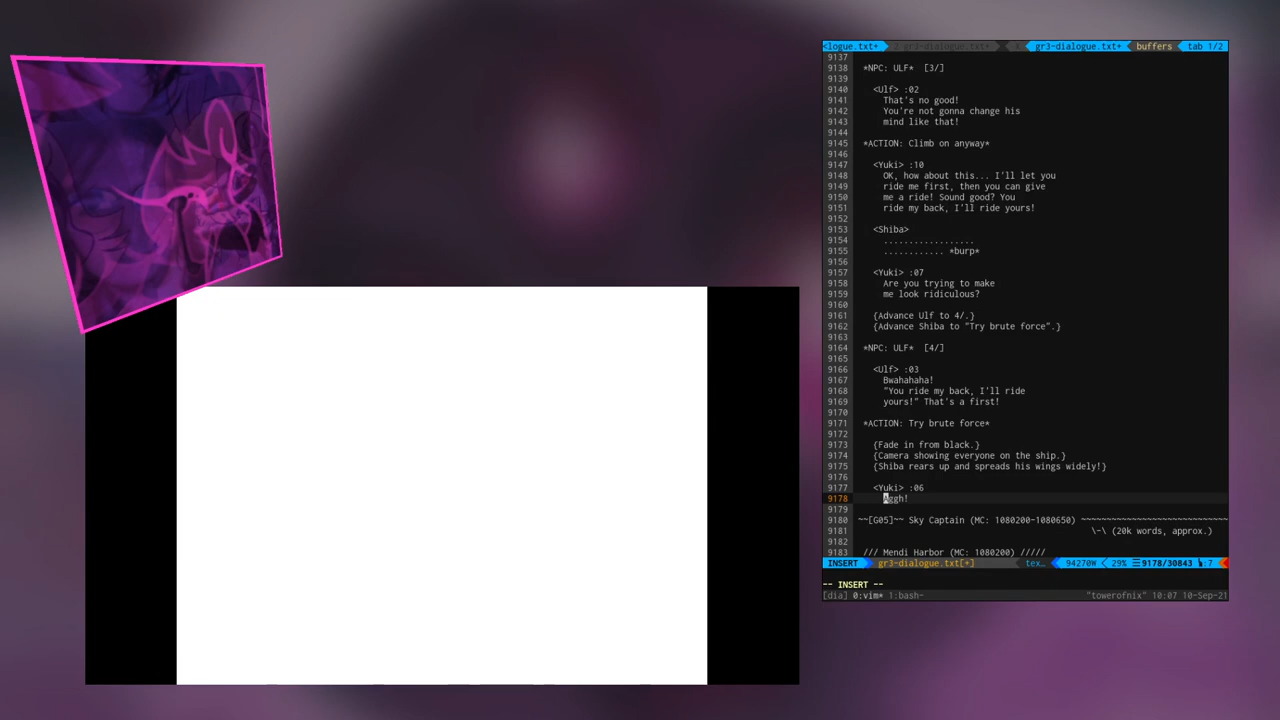 <logue.txt+ 2 gr3-dialogue.txt+ gr3-dialogue.txt+ buffers tab 1/2
9137
9138 *NPC: ULF* [3/]
9139
9140 <Ulf> :02
9141 That's no good!
9142 You're not gonna change his
9143 mind like that!
9144
9145 *ACTION: Climb on anyway*
9146
9147 <Yuki> :10
9148 OK, how about this... I'll let you
9149 ride me first, then you can give
9150 me a ride! Sound good? You
9151 ride my back, I'll ride yours!
9152
9153 <Shiba>
9154 ..................
9155 ............ *burp*
9156
9157 <Yuki> :07
9158 Are you trying to make
9159 me look ridiculous?
9160
9161 {Advance Ulf to 4/.}
9162 {Advance Shiba to "Try brute force".}
9163
9164 *NPC: ULF* [4/]
9165
9166 <Ulf> :03
9167 Bwahahaha!
9168 "You ride my back, I'll ride
9169 yours!" That's a first!
9170
9171 *ACTION: Try brute force*
9172
9173 {Fade in from black.}
9174 {Camera showing everyone on the ship.}
9175 {Shiba rears up and spreads his wings widely!}
9176
9177 <Yuki> :06
9178 Aggh!
9179
9180 ~~[G05]~~ Sky Captain (MC: 1080200-1080650) ~~~~~~~~~~~~~~~~~~~~~~~~~~~~~
9181 \-\ (20k words, approx.)
9182
9183 /// Mendi Harbor (MC: 1080200) /////
INSERT gr3-dialogue.txt[+] tex… 94270W 29% 9178/30843 :7
-- INSERT --
[dia] 0:vim* 1:bash- "towerofnix" 10:07 10-Sep-21